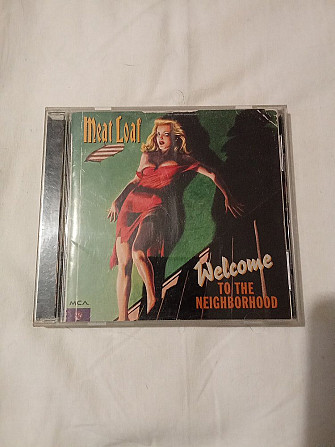 Meat Loaf
Welcome
TO THE
NEIGHBORHOOD
MCA